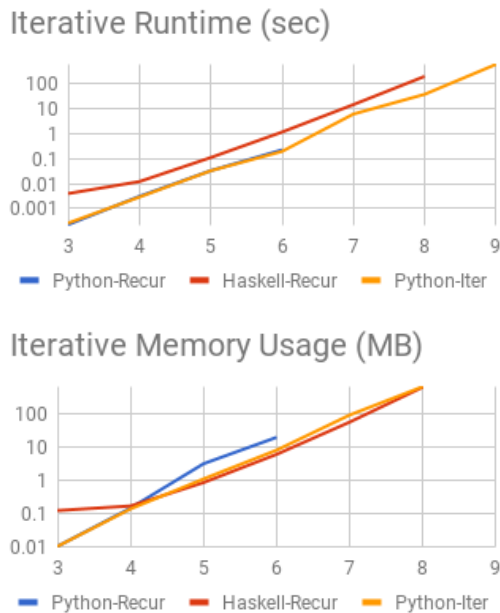 Iterative Runtime (sec)
100
10
1
0.1
0.01
0.001
3 4 5 6 7 8 9
Python-Recur Haskell-Recur Python-Iter
Iterative Memory Usage (MB)
100
10
1
0.1
0.01
3 4 5 6 7 8 9
Python-Recur Haskell-Recur Python-Iter